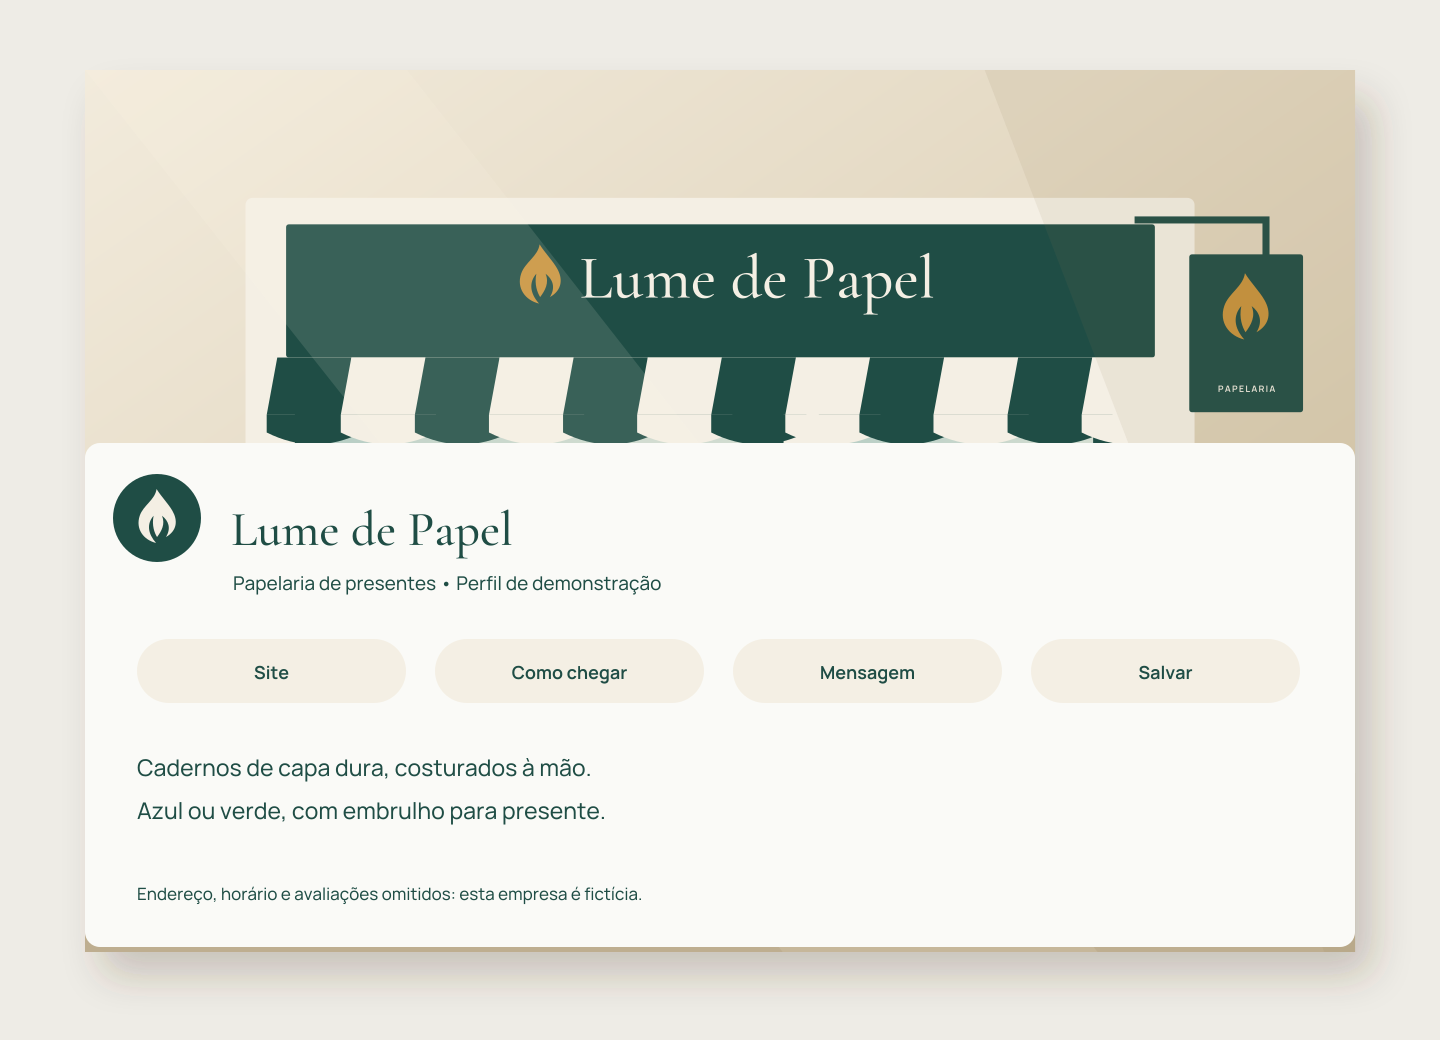 Lume de Papel
PAPELARIA
Lume de Papel
Papelaria de presentes • Perfil de demonstração
Site
Como chegar
Mensagem
Salvar
Cadernos de capa dura, costurados à mão.
Azul ou verde, com embrulho para presente.
Endereço, horário e avaliações omitidos: esta empresa é fictícia.